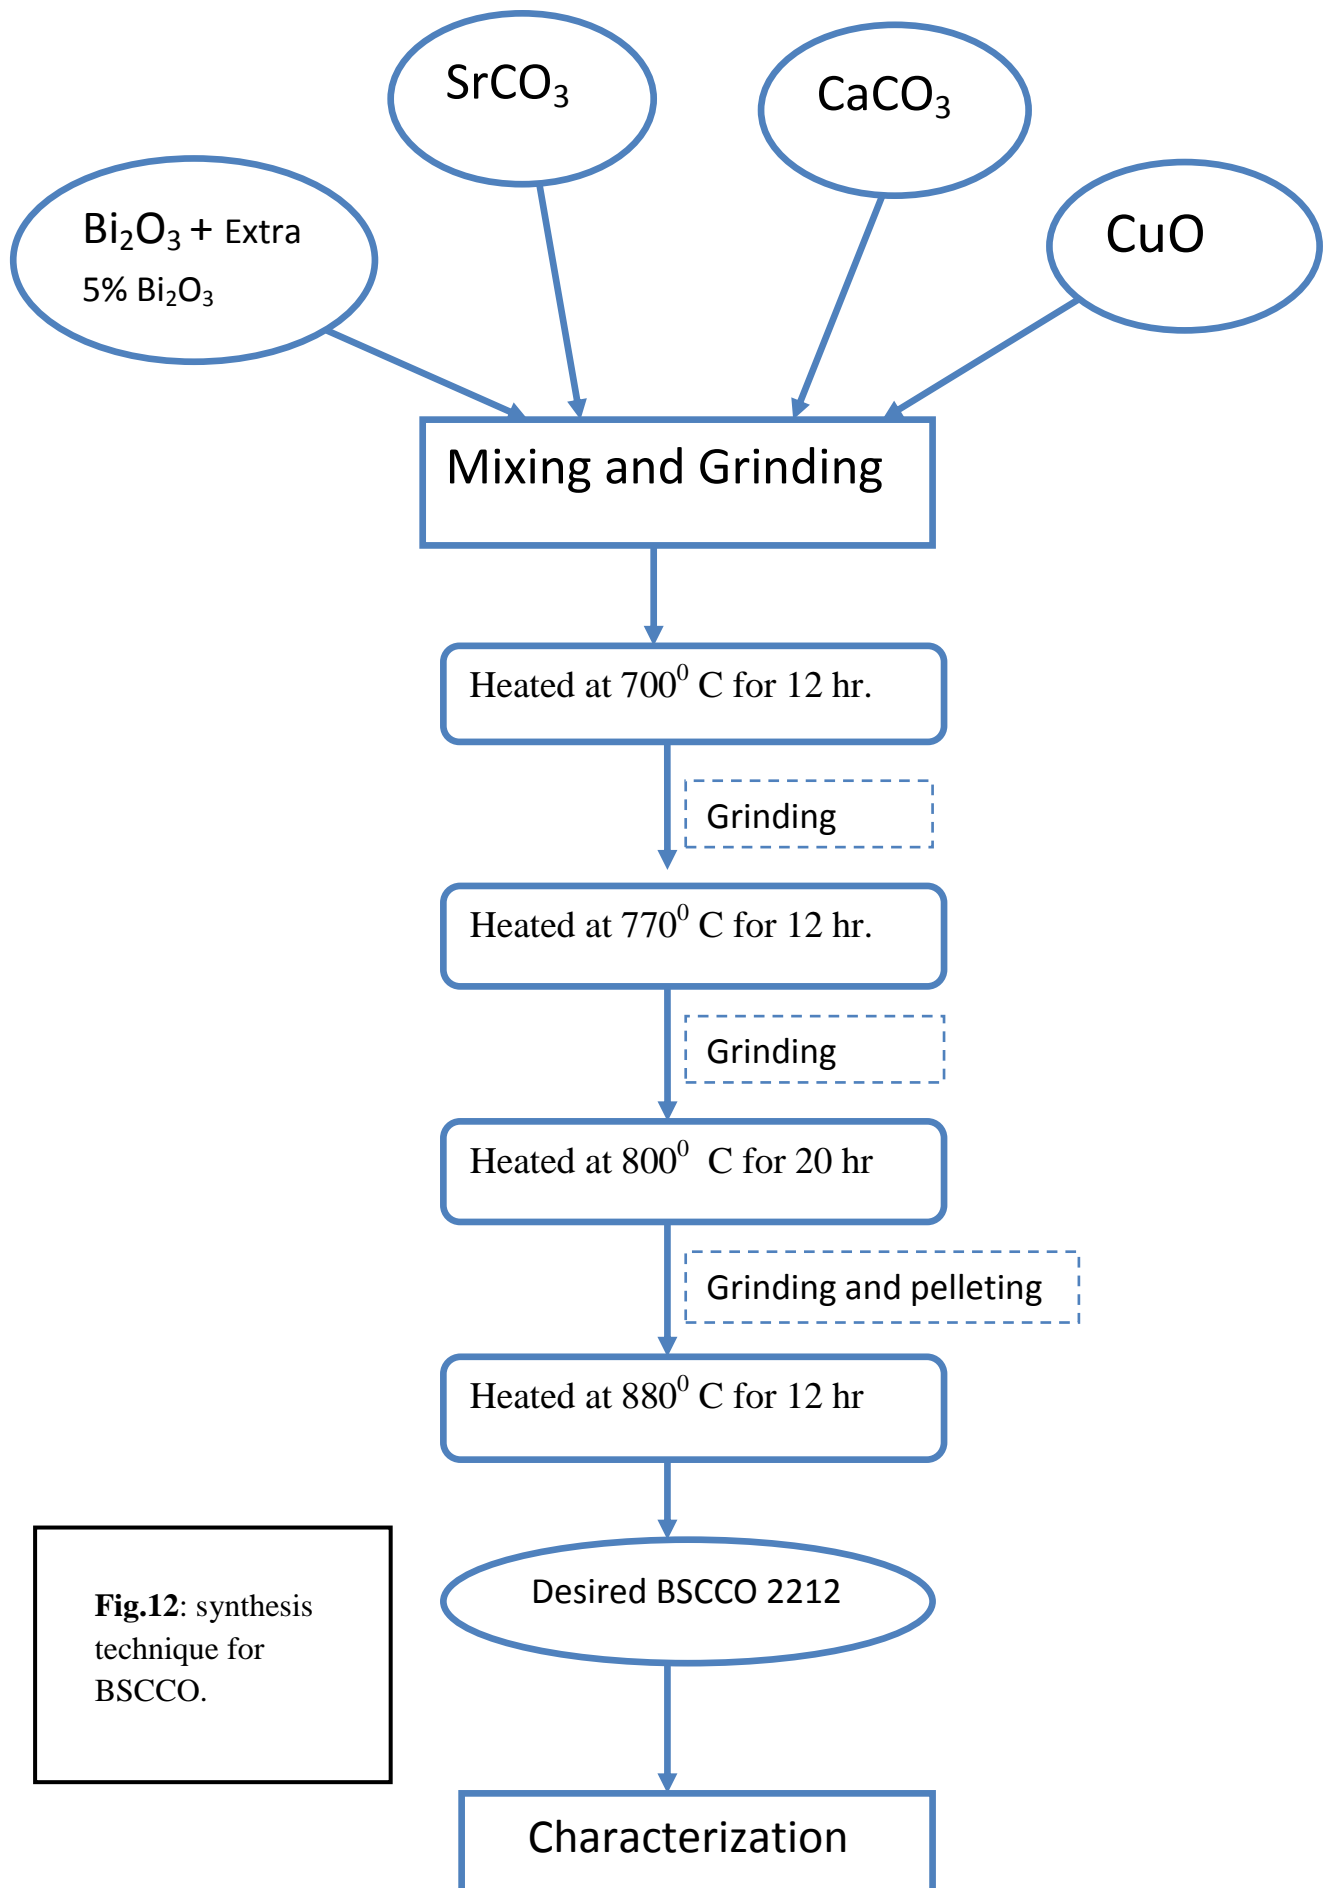 SrCO₃
CaCO₃
Bi₂O₃ + Extra
5% Bi₂O₃
CuO
Mixing and Grinding
Heated at 700⁰ C for 12 hr.
Grinding
Heated at 770⁰ C for 12 hr.
Grinding
Heated at 800⁰  C for 20 hr
Grinding and pelleting
Heated at 880⁰ C for 12 hr
Desired BSCCO 2212
Fig.12: synthesis
technique for
BSCCO.
Characterization